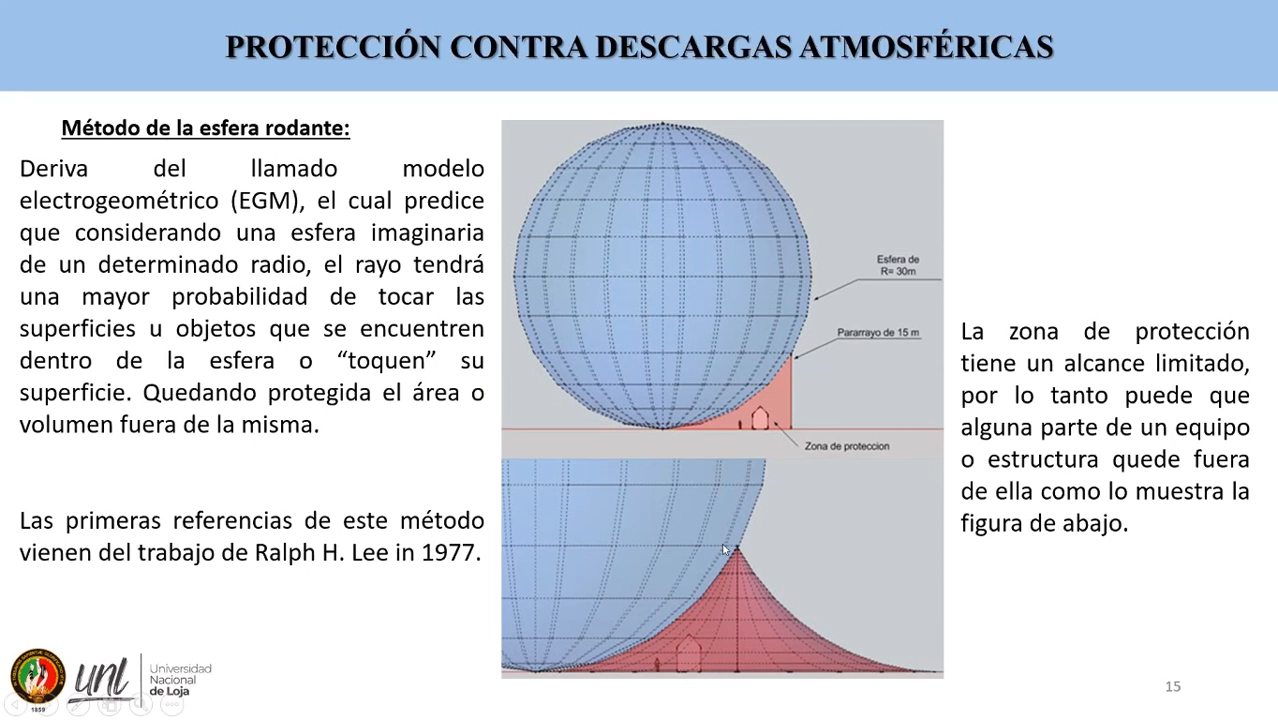 PROTECCIÓN CONTRA DESCARGAS ATMOSFÉRICAS
Método de la esfera rodante:
Deriva del llamado modelo
electrogeométrico (EGM), el cual predice
que considerando una esfera imaginaria
de un determinado radio, el rayo tendrá
una mayor probabilidad de tocar las
superficies u objetos que se encuentren
dentro de la esfera o “toquen” su
superficie. Quedando protegida el área o
volumen fuera de la misma.
Las primeras referencias de este método
vienen del trabajo de Ralph H. Lee in 1977.
Esfera de
R= 30m
Pararrayo de 15 m
Zona de proteccion
La zona de protección
tiene un alcance limitado,
por lo tanto puede que
alguna parte de un equipo
o estructura quede fuera
de ella como lo muestra la
figura de abajo.
1859
unl
Universidad
Nacional
de Loja
15